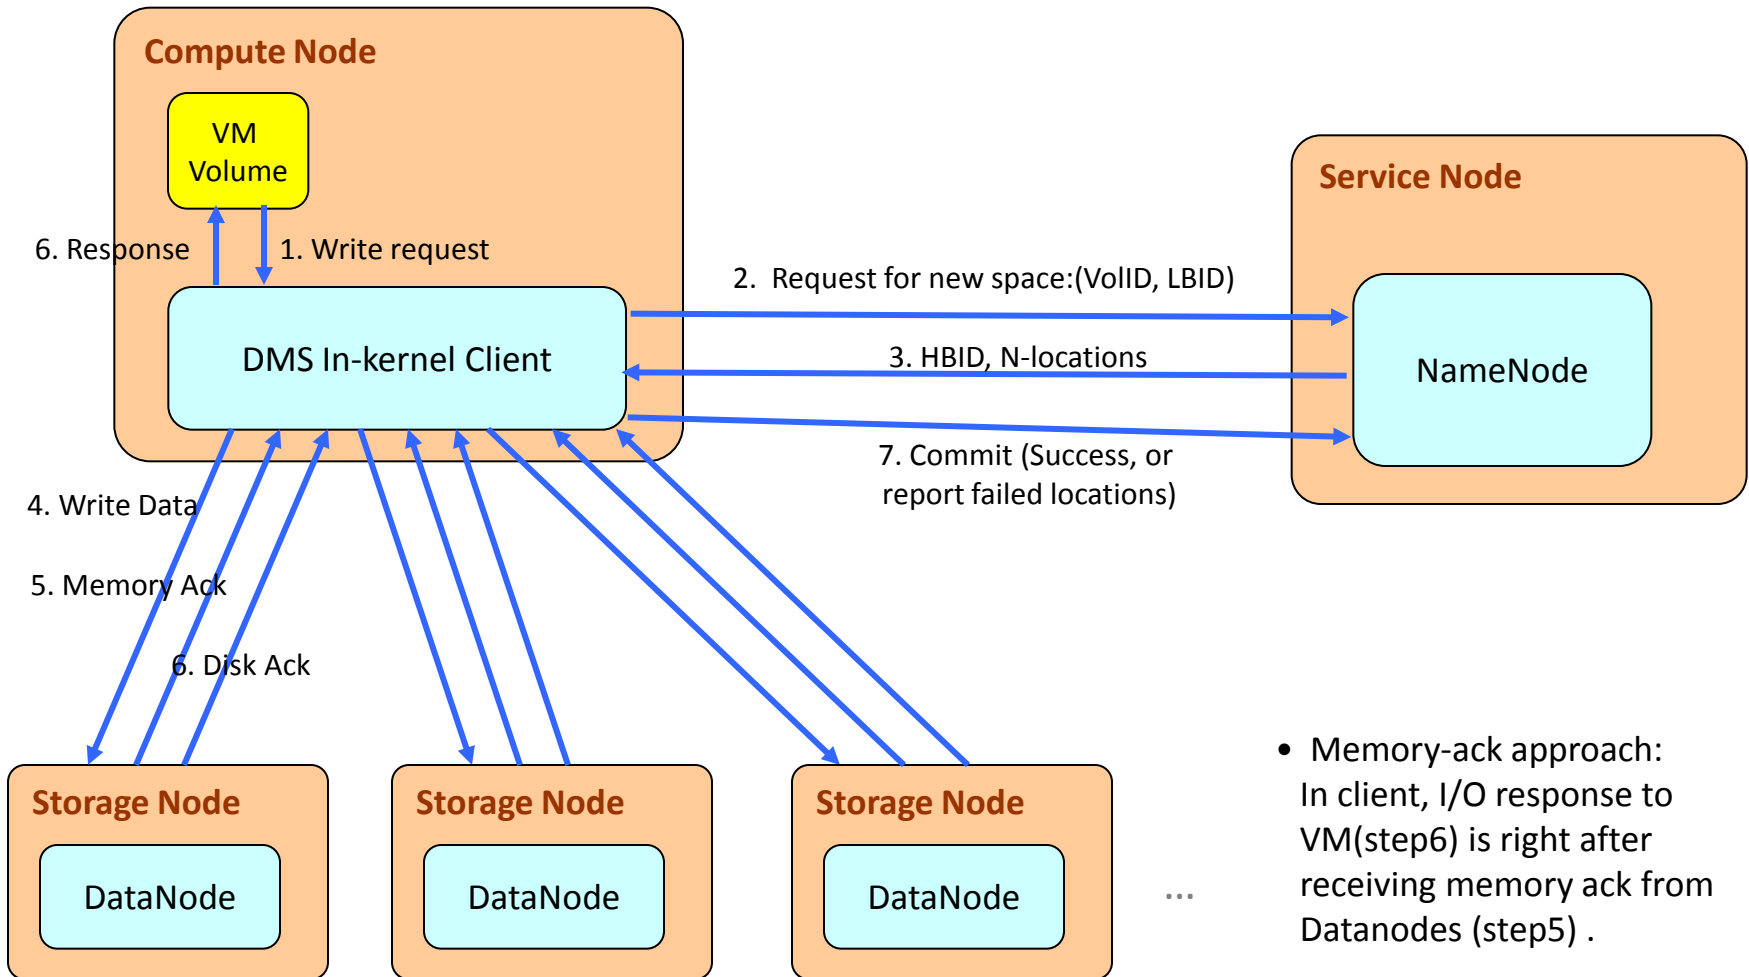 Compute Node
VM
Volume
6. Response
1. Write request
DMS In-kernel Client
Service Node
2.  Request for new space:(VolID, LBID)
3. HBID, N-locations
NameNode
7. Commit (Success, or
report failed locations)
4. Write Data
5. Memory Ack
6. Disk Ack
Storage Node
DataNode
Storage Node
DataNode
Storage Node
DataNode
...
• Memory-ack approach:
In client, I/O response to
VM(step6) is right after
receiving memory ack from
Datanodes (step5) .